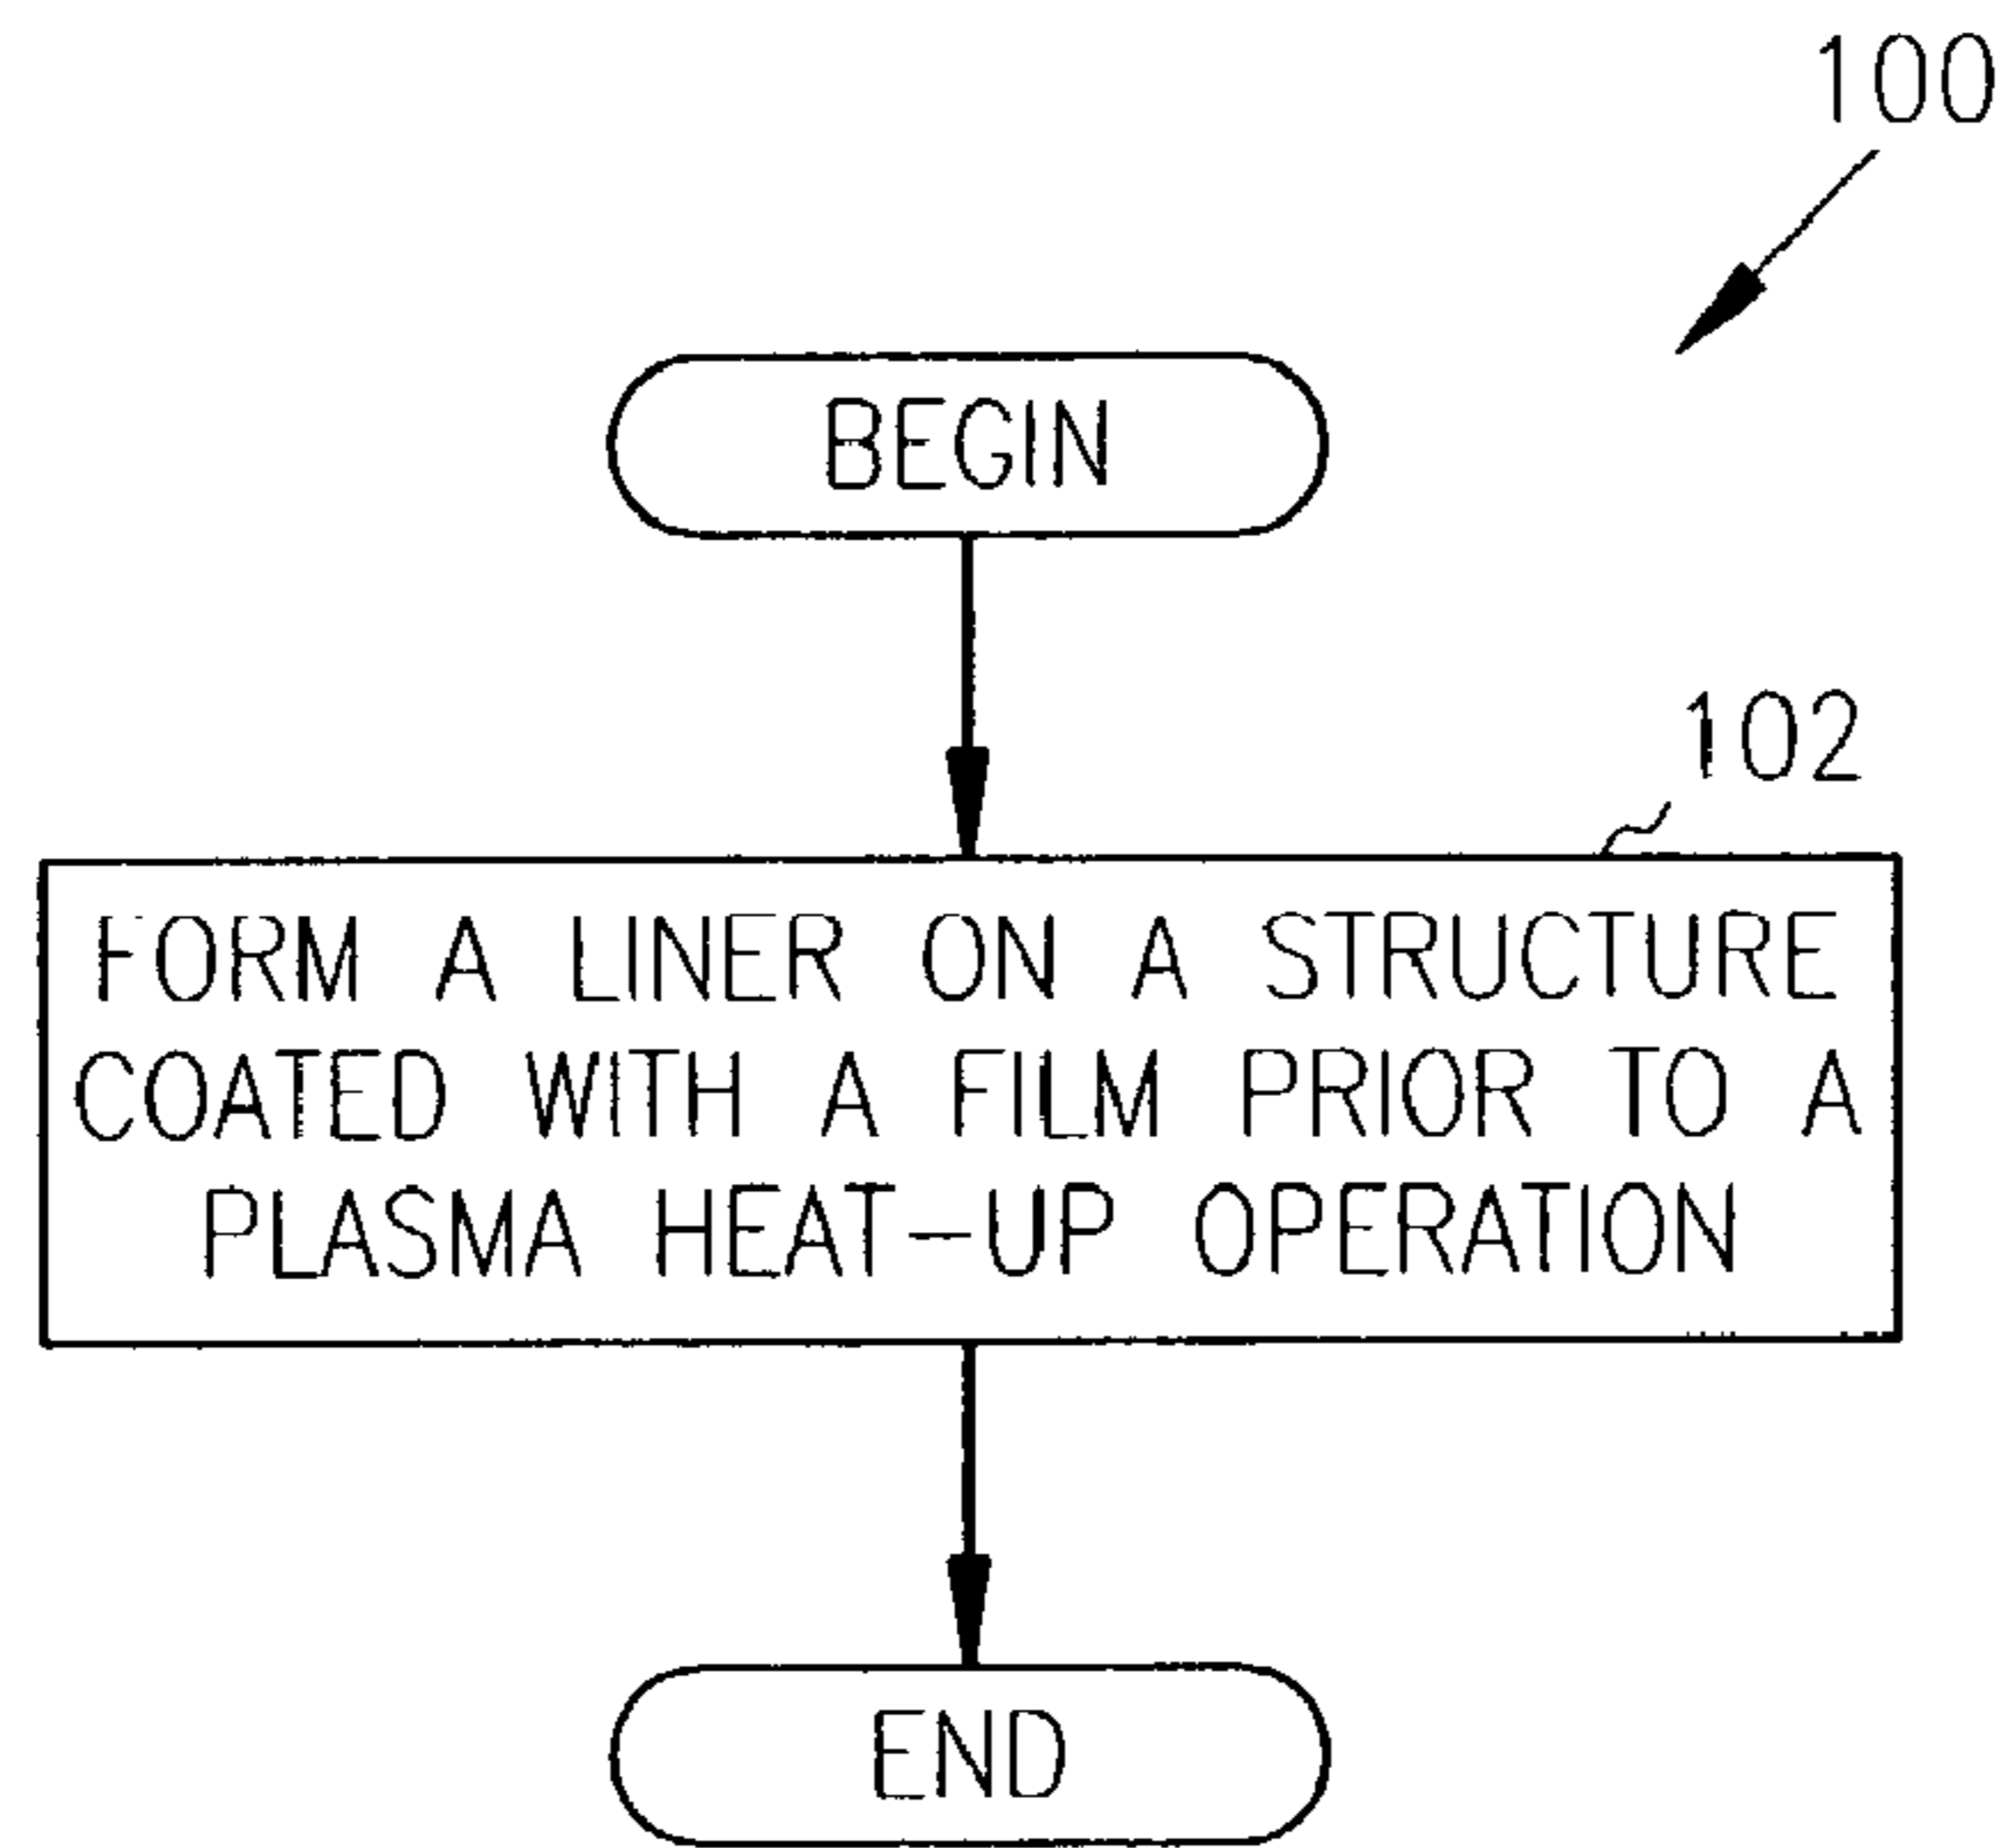 100
BEGIN
102
FORM A LINER ON A STRUCTURE
COATED WITH A FILM PRIOR TO A
PLASMA HEAT-UP OPERATION
END